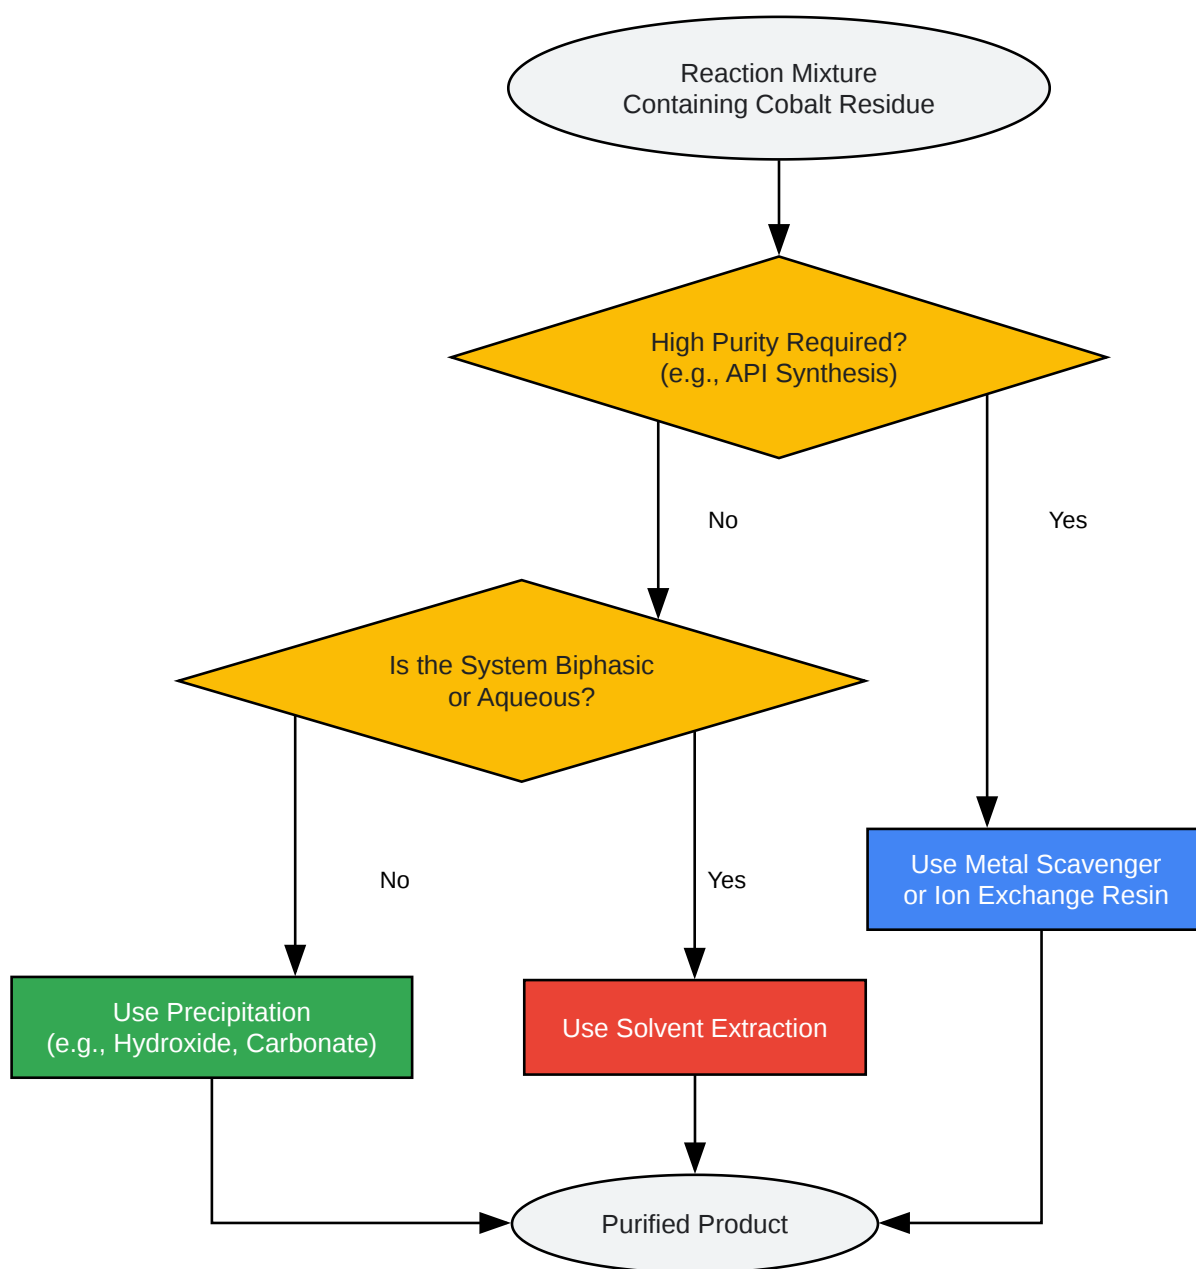 Reaction Mixture
Containing Cobalt Residue
High Purity Required?
(e.g., API Synthesis)
No
Yes
Is the System Biphasic
or Aqueous?
No
Yes
Use Metal Scavenger
or Ion Exchange Resin
Use Precipitation
(e.g., Hydroxide, Carbonate)
Use Solvent Extraction
Purified Product